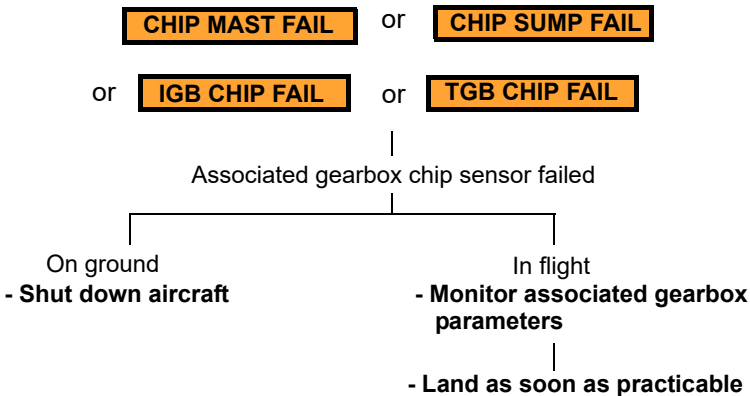 CHIP MAST FAIL or CHIP SUMP FAIL
or IGB CHIP FAIL or TGB CHIP FAIL
Associated gearbox chip sensor failed
On ground
- Shut down aircraft
In flight
- Monitor associated gearbox
parameters
- Land as soon as practicable